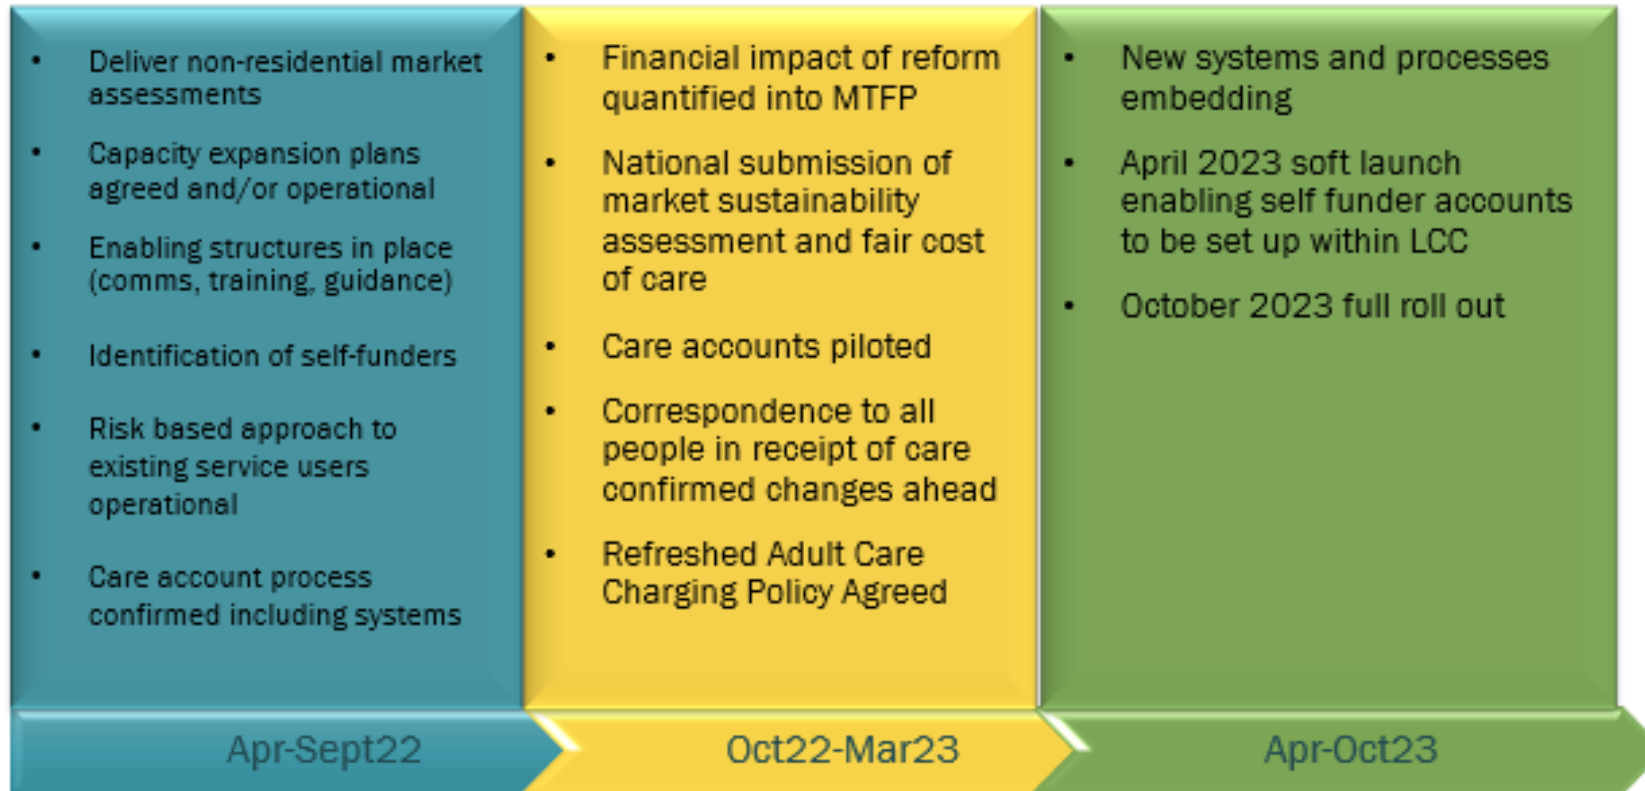 • Deliver non-residential market
assessments
• Capacity expansion plans
agreed and/or operational
• Enabling structures in place
(comms, training, guidance)
• Identification of self-funders
• Risk based approach to
existing service users
operational
• Care account process
confirmed including systems
Apr-Sept22
• Financial impact of reform
quantified into MTFP
• National submission of
market sustainability
assessment and fair cost
of care
• Care accounts piloted
• Correspondence to all
people in receipt of care
confirmed changes ahead
• Refreshed Adult Care
Charging Policy Agreed
Oct22-Mar23
• New systems and processes
embedding
• April 2023 soft launch
enabling self funder accounts
to be set up within LCC
• October 2023 full roll out
Apr-Oct23